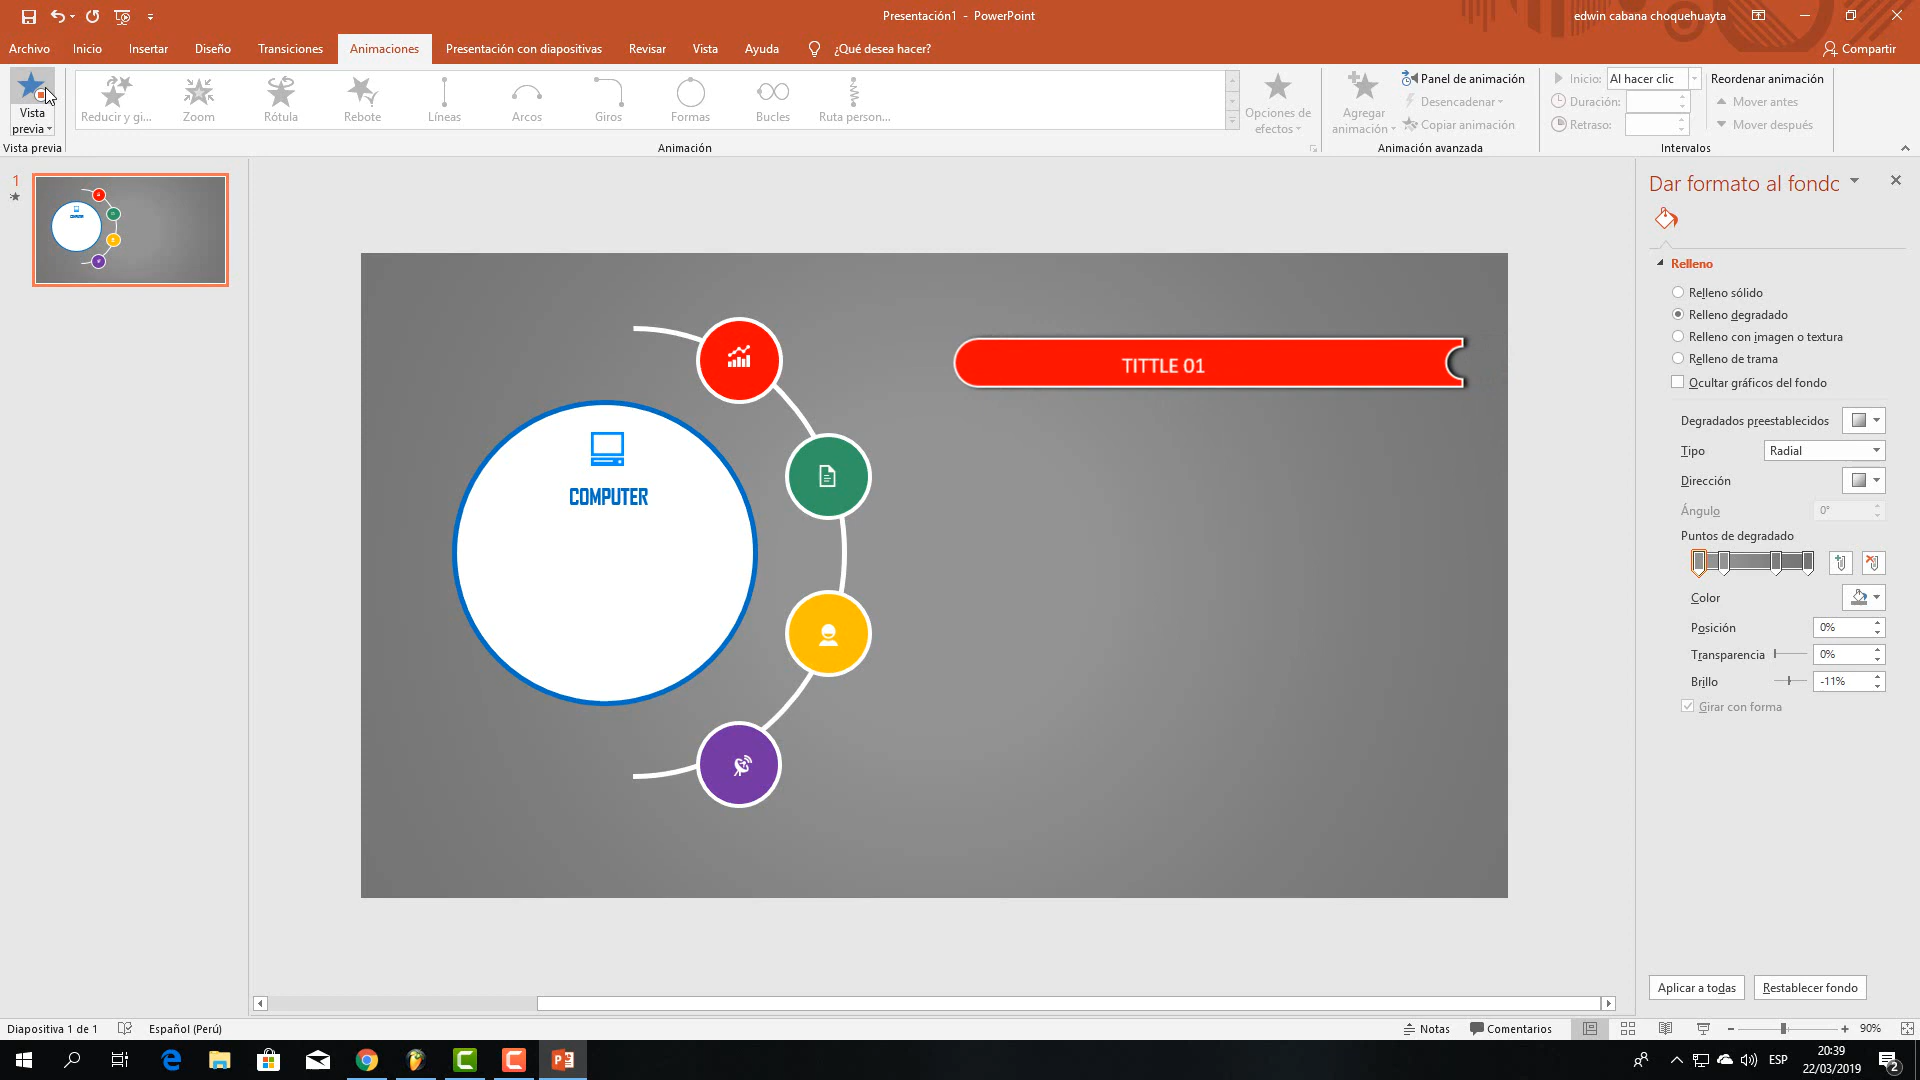 Presentación1 - PowerPoint
edwin cabana choquehuayta
Archivo
Inicio
Insertar
Diseño
Transiciones
Animaciones
Presentación con diapositivas
Revisar
Vista
Ayuda
¿Qué desea hacer?
Compartir
Vista
previa
Reducir y gi...
Zoom
Rótula
Rebote
Líneas
Arcos
Giros
Formas
Bucles
Ruta person...
Opciones de
efectos
Agregar
animación
Panel de animación
Desencadenar
Copiar animación
Inicio: Al hacer clic
Duración:
Retraso:
Reordenar animación
Mover antes
Mover después
Vista previa
Animación
Animación avanzada
Intervalos
1
COMPUTER
TITTLE 01
Dar formato al fondo
Relleno
Relleno sólido
Relleno degradado
Relleno con imagen o textura
Relleno de trama
Ocultar gráficos del fondo
Degradados preestablecidos
Tipo Radial
Dirección
Ángulo 0°
Puntos de degradado
Color
Posición 0%
Transparencia 0%
Brillo -11%
Girar con forma
Aplicar a todas
Restablecer fondo
Diapositiva 1 de 1
Español (Perú)
Notas
Comentarios
90%
ESP
20:39
22/03/2019
2